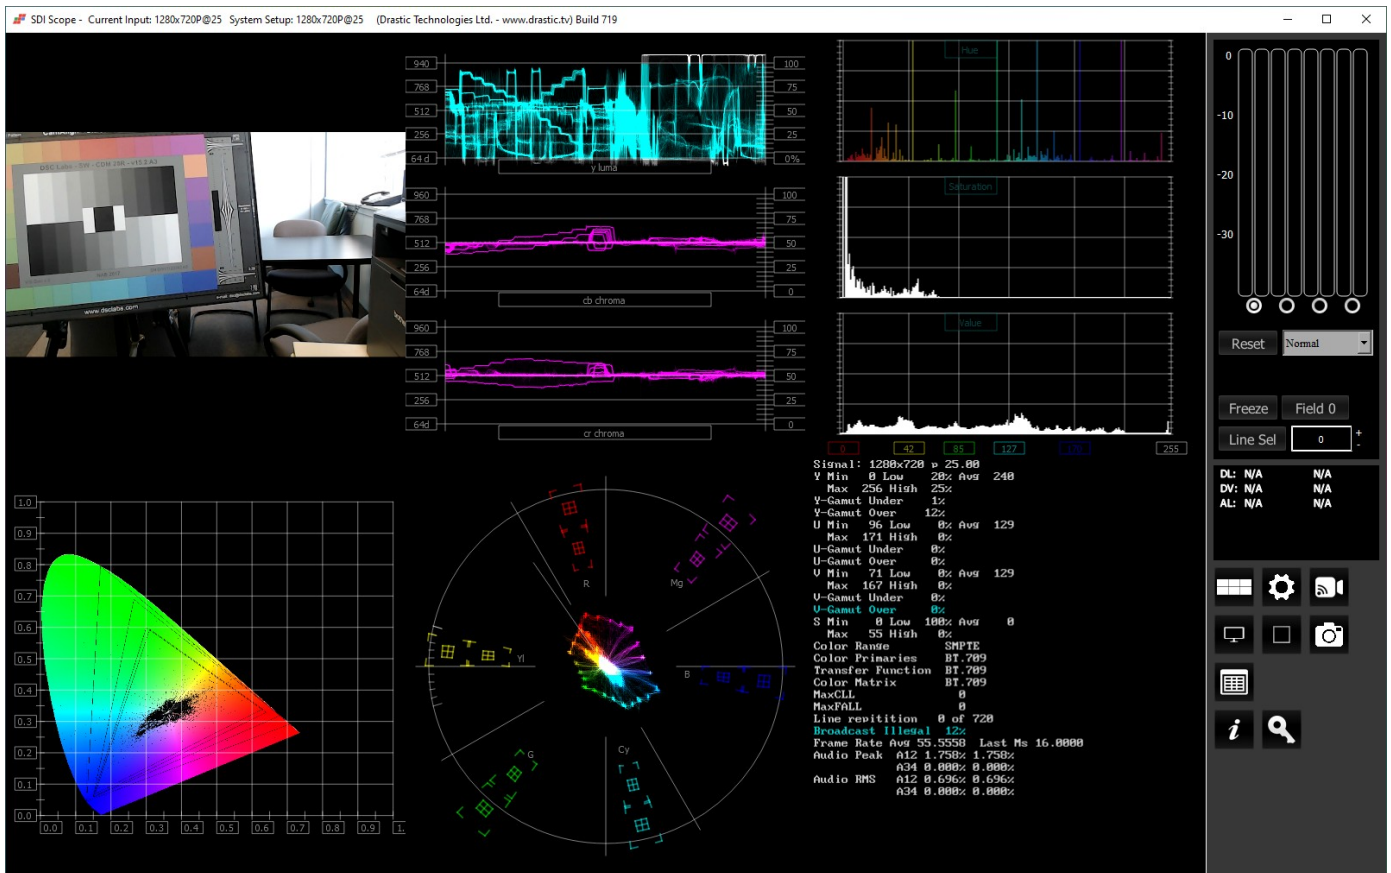 SDI Scope - Current Input: 1280x720P@25 System Setup: 1280x720P@25 (Drastic Technologies Ltd. - www.drastic.tv) Build 719
www.dsclabs.com
940
768
512
256
64 d
100
75
50
25
0%
y luma
960
768
512
256
64d
100
75
50
25
0
cb chroma
960
768
512
256
64d
100
75
50
25
0
cr chroma
Hue
Saturation
Value
0
42
85
127
170
255
Signal: 1280x720 p 25.00
Y Min 0 Low 20% Avg 240
Max 256 High 25%
Y-Gamut Under 1%
Y-Gamut Over 12%
U Min 96 Low 0% Avg 129
Max 171 High 0%
U-Gamut Under 0%
U-Gamut Over 0%
V Min 71 Low 0% Avg 129
Max 167 High 0%
V-Gamut Under 0%
V-Gamut Over 0%
S Min 0 Low 100% Avg 0
Max 55 High 0%
Color Range SMPTE
Color Primaries BT.709
Transfer Function BT.709
Color Matrix BT.709
MaxCLL 0
MaxFALL 0
Line repitition 0 of 720
Broadcast Illegal 12%
Frame Rate Avg 55.5558 Last Ms 16.0000
Audio Peak A12 1.758% 1.758%
A34 0.000% 0.000%
Audio RMS A12 0.696% 0.696%
A34 0.000% 0.000%
1.0
0.9
0.8
0.7
0.6
0.5
0.4
0.3
0.2
0.1
0.0
0.0 0.1 0.2 0.3 0.4 0.5 0.6 0.7 0.8 0.9 1.
R
Mg
Yl
B
G
Cy
0
-10
-20
-30
Reset Normal
Freeze Field 0
Line Sel 0 + -
DL: N/A N/A
DV: N/A N/A
AL: N/A N/A
i